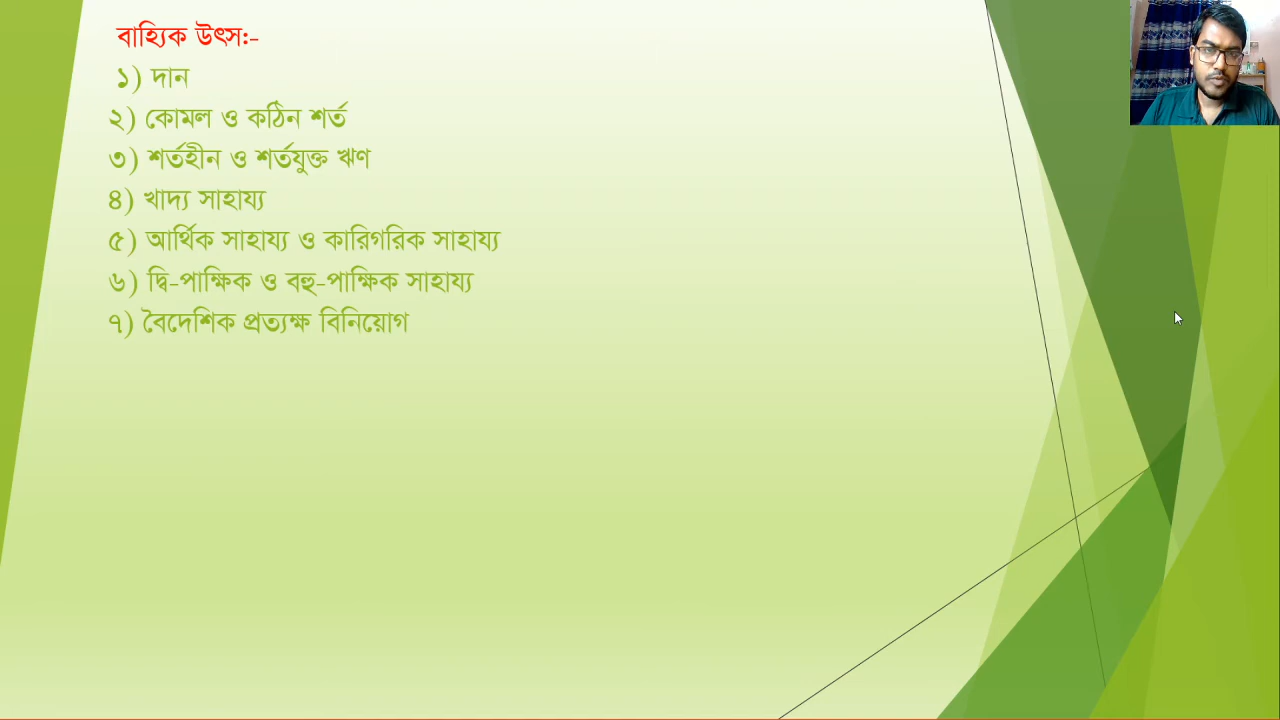 বাহ্যিক উৎস:-
১) দান
২) কোমল ও কঠিন শর্ত
৩) শর্তহীন ও শর্তযুক্ত ঋণ
৪) খাদ্য সাহায্য
৫) আর্থিক সাহায্য ও কারিগরিক সাহায্য
৬) দ্বি-পাক্ষিক ও বহু-পাক্ষিক সাহায্য
৭) বৈদেশিক প্রত্যক্ষ বিনিয়োগ